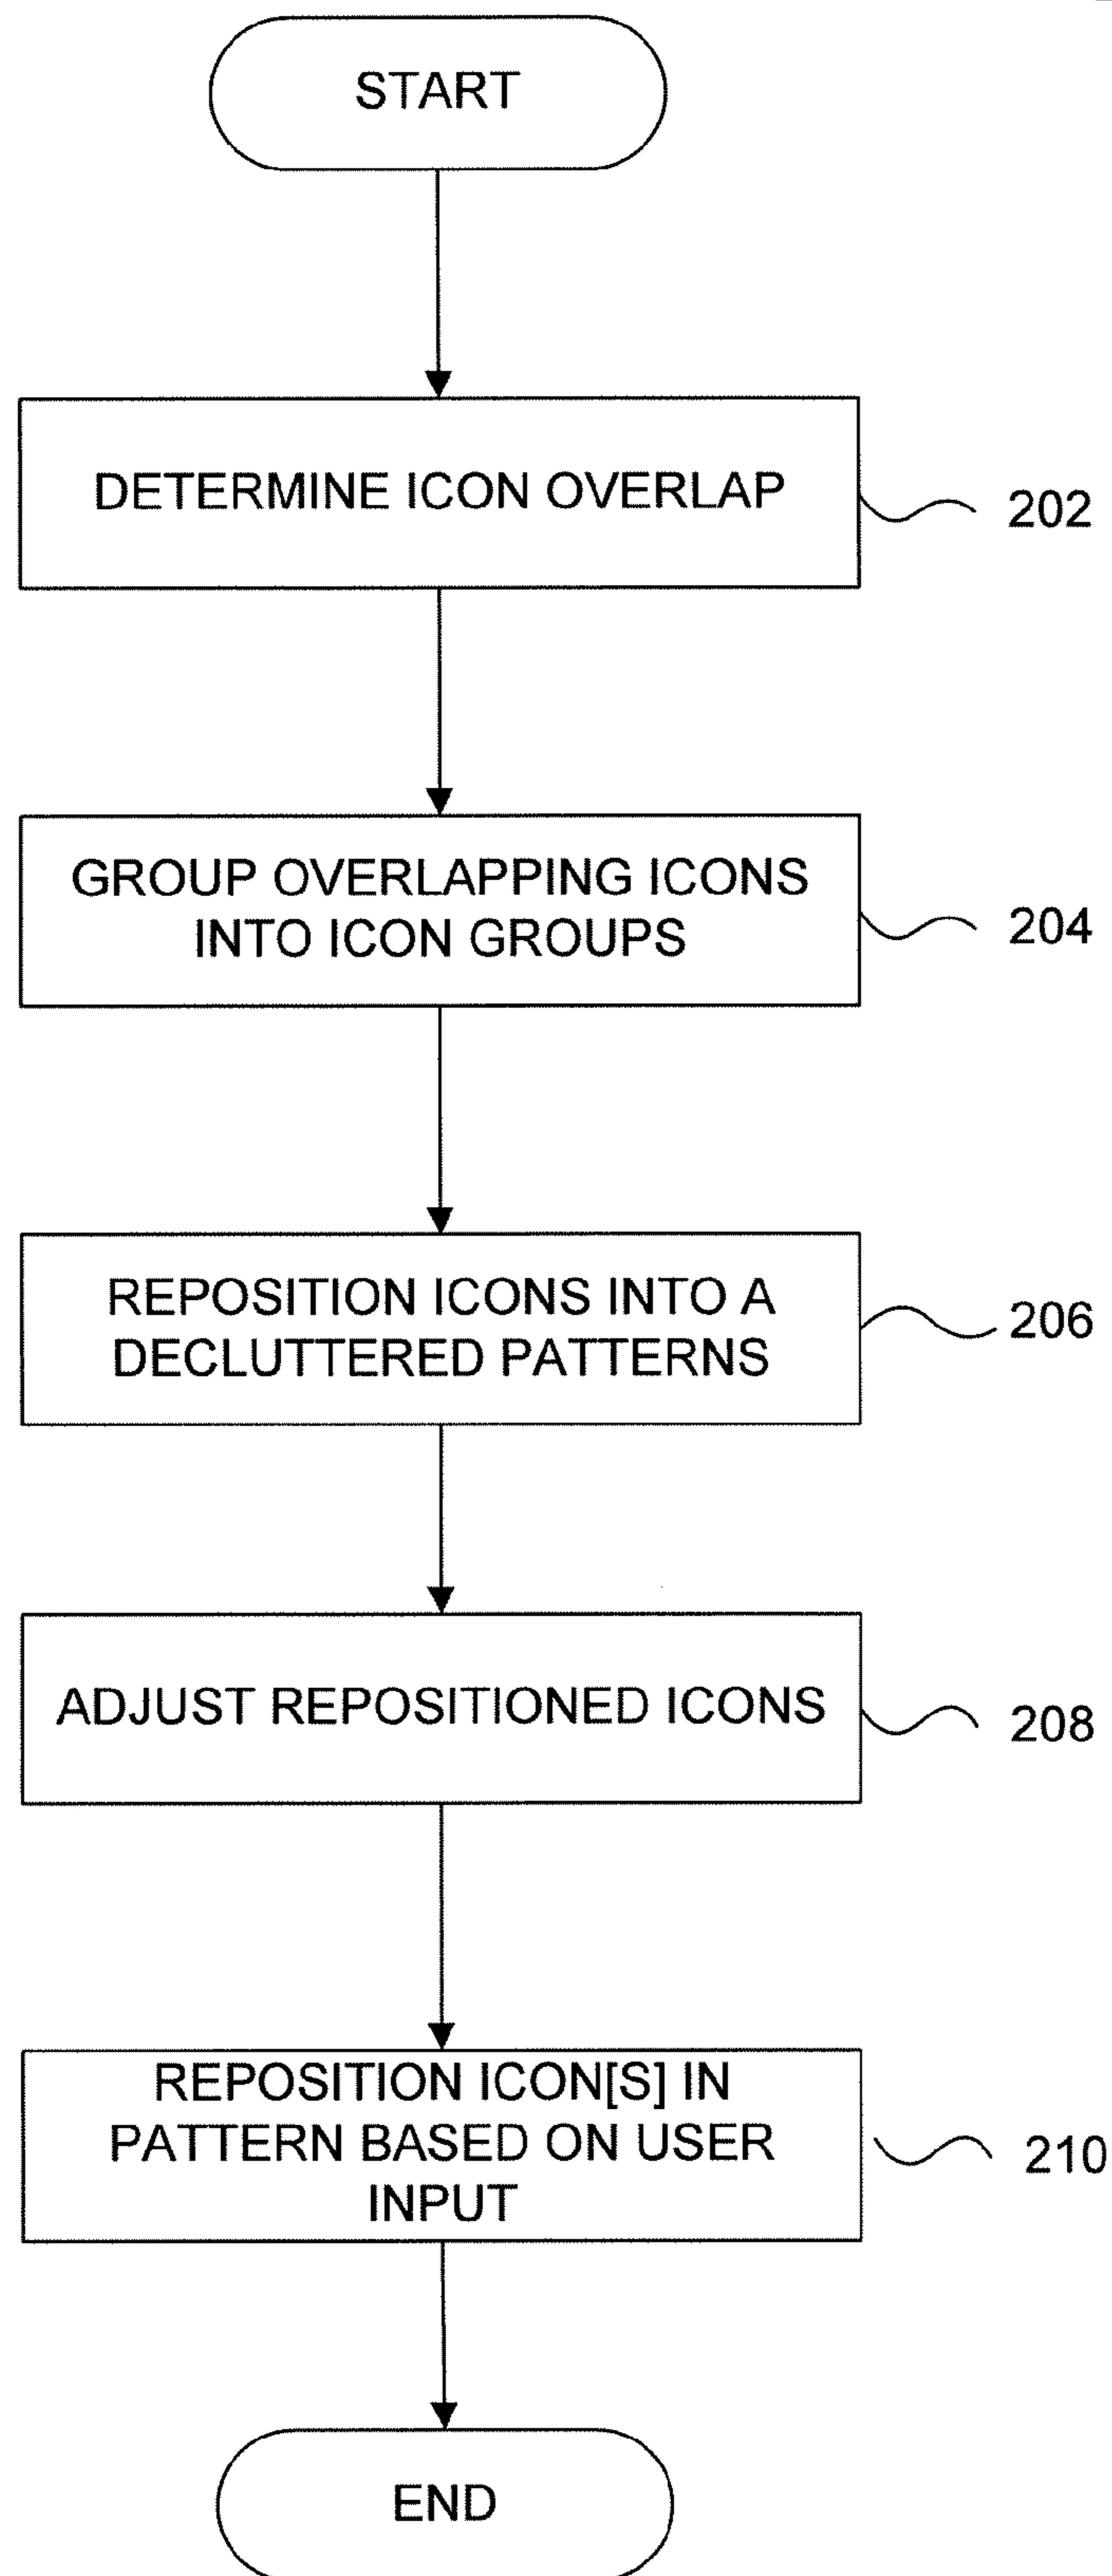 START
DETERMINE ICON OVERLAP
202
GROUP OVERLAPPING ICONS
INTO ICON GROUPS
204
REPOSITION ICONS INTO A
DECLUTTERED PATTERNS
206
ADJUST REPOSITIONED ICONS
208
REPOSITION ICON[S] IN
PATTERN BASED ON USER
INPUT
210
END